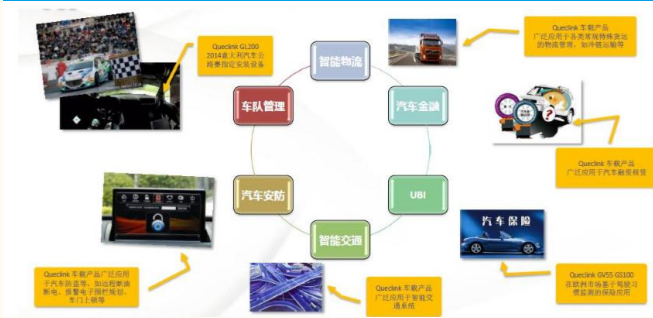 Queclink GL200
2014意大利汽车公
路赛指定安装设备
智能物流
Queclink 车载产品
广泛应用于各类常规特殊货运
的物流管理，如冷链运输等
车队管理
汽车金融
Queclink 车载产品
广泛应用于汽车融资租赁
汽车安防
UBI
智能交通
汽车保险
Queclink 车载产品广泛应用
于汽车防盗等，如远程断油
断电、报警电子围栏规划、
车门上锁等
Queclink 车载产品
广泛应用于智能交
通系统
Queclink GV55 GS100
在欧洲市场基于驾驶习
惯监测的保险应用